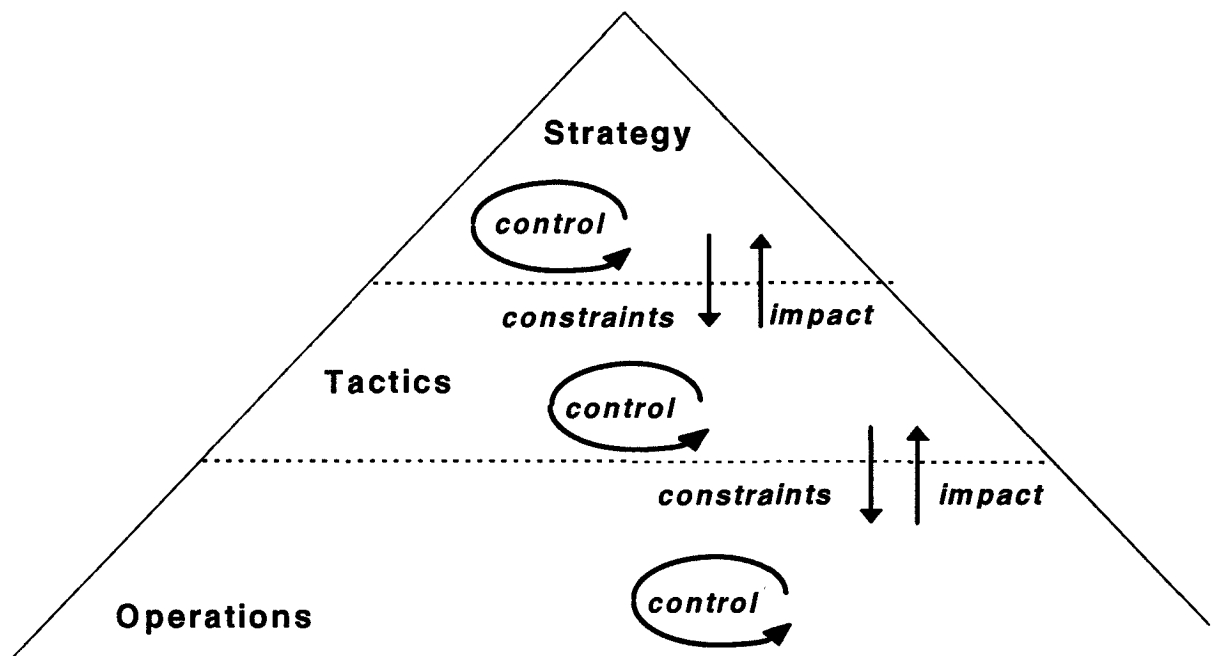 Strategy
control
constraints impact
Tactics
control
constraints impact
Operations
control